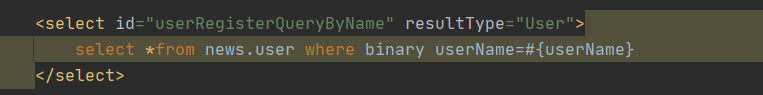 <select id="userRegisterQueryByName" resultType="User">
select *from news.user where binary userName=#{userName}
</select>